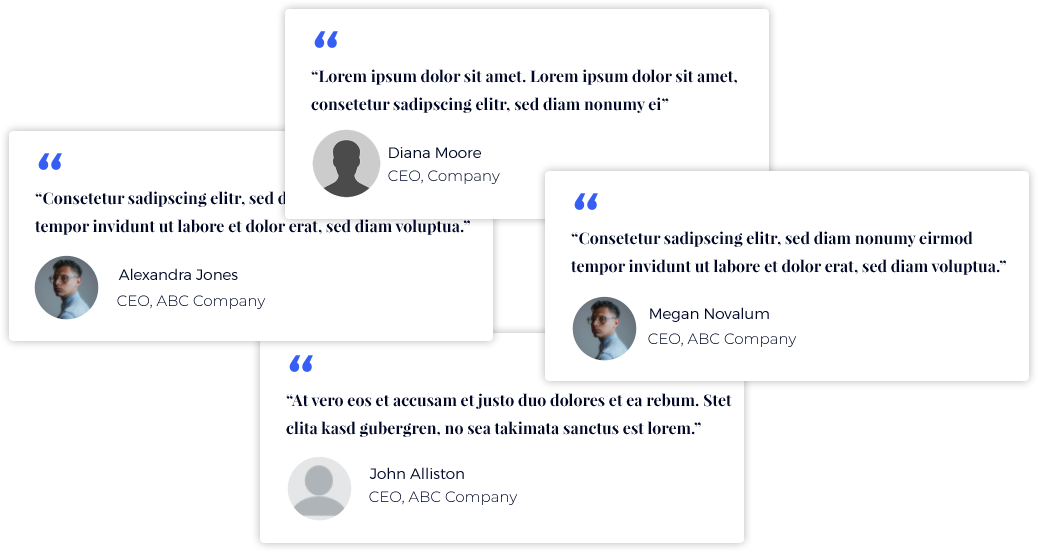 “
“Lorem ipsum dolor sit amet. Lorem ipsum dolor sit amet,
consetetur sadipscing elitr, sed diam nonumy ei”
Diana Moore
CEO, Company
“
“Consetetur sadipscing elitr, sed
tempor invidunt ut labore et dolor erat, sed diam voluptua.”
Alexandra Jones
CEO, ABC Company
“
“Consetetur sadipscing elitr, sed diam nonumy eirmod
tempor invidunt ut labore et dolor erat, sed diam voluptua.”
Megan Novalum
CEO, ABC Company
“
“At vero eos et accusam et justo duo dolores et ea rebum. Stet
clita kasd gubergren, no sea takimata sanctus est lorem.”
John Alliston
CEO, ABC Company